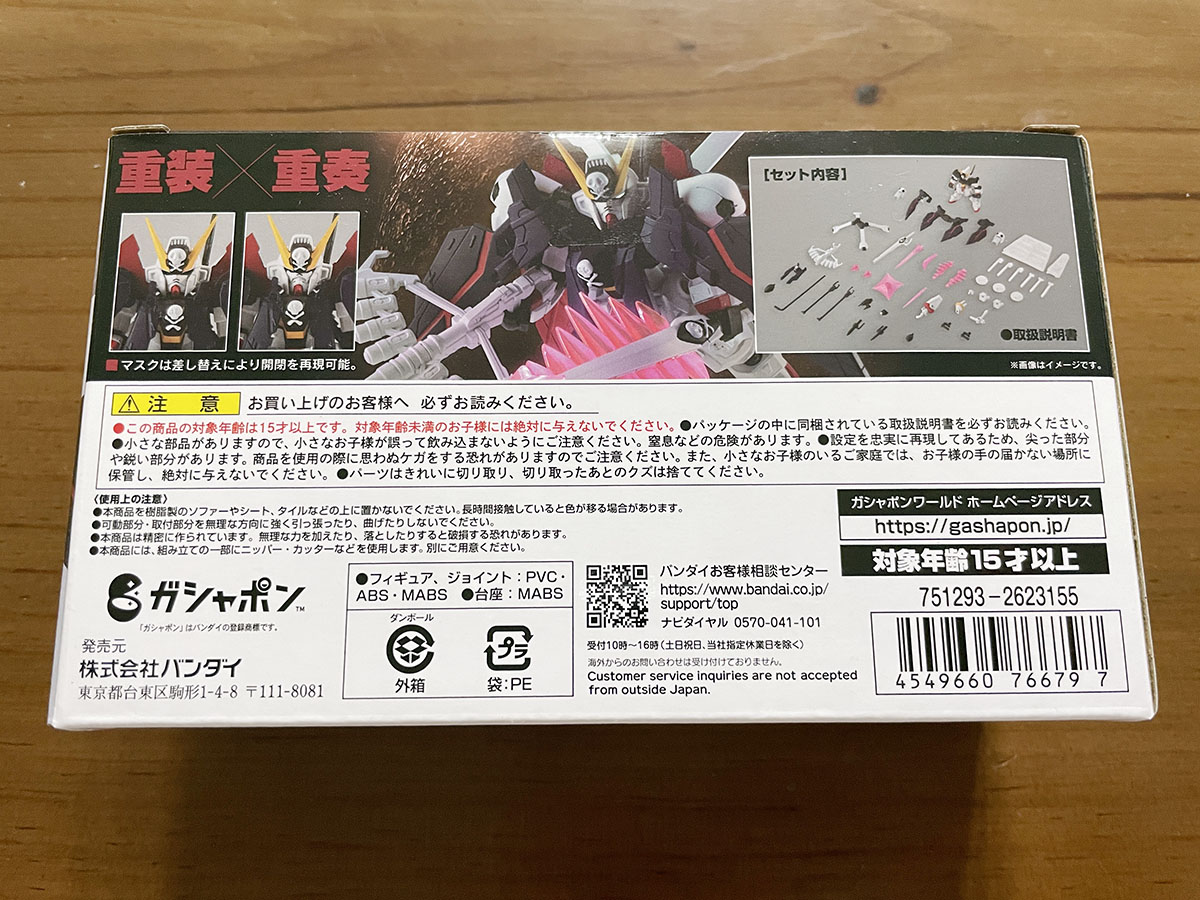 重装×重奏
■マスクは差し替えにより開閉を再現可能。
[セット内容]
●取扱説明書
※画像はイメージです。
注意 お買い上げのお客様へ 必ずお読みください。
●この商品の対象年齢は15才以上です。対象年齢未満のお子様には絶対に与えないでください。●パッケージの中に同梱されている取扱説明書を必ずお読みください。
●小さな部品がありますので、小さなお子様が誤って飲み込まないようにご注意ください。窒息などの危険があります。●設定を忠実に再現してあるため、尖った部分
や鋭い部分があります。商品を使用の際に思わぬケガをする恐れがありますのでご注意ください。また、小さなお子様のいるご家庭では、お子様の手の届かない場所に
保管し、絶対に与えないでください。●パーツはきれいに切り取り、切り取ったあとのクズは捨ててください。
〈使用上の注意〉
●本商品を樹脂製のソファーやシート、タイルなどの上に置かないでください。長時間接触していると色が移る場合があります。
●可動部分・取付部分を無理な方向に強く引っ張ったり、曲げたりしないでください。
●本商品は精密に作られています。無理な力を加えたり、落としたりすると破損する恐れがあります。
●本商品には、組み立ての一部にニッパー・カッターなどを使用します。別にご用意ください。
ガシャポンワールド ホームページアドレス
https://gashapon.jp/
対象年齢15才以上
ガシャポン™
「ガシャポン」はバンダイの登録商標です。
発売元
株式会社バンダイ
東京都台東区駒形1-4-8 〒111-8081
●フィギュア、ジョイント：PVC・
ABS・MABS ●台座：MABS
ダンボール
外箱
プラ
袋：PE
バンダイお客様相談センター
https://www.bandai.co.jp/
support/top
ナビダイヤル 0570-041-101
受付10時～16時（土日祝日、当社指定休業日を除く）
海外からのお問い合わせは受け付けておりません。
Customer service inquiries are not accepted
from outside Japan.
751293-2623155
4549660 766797